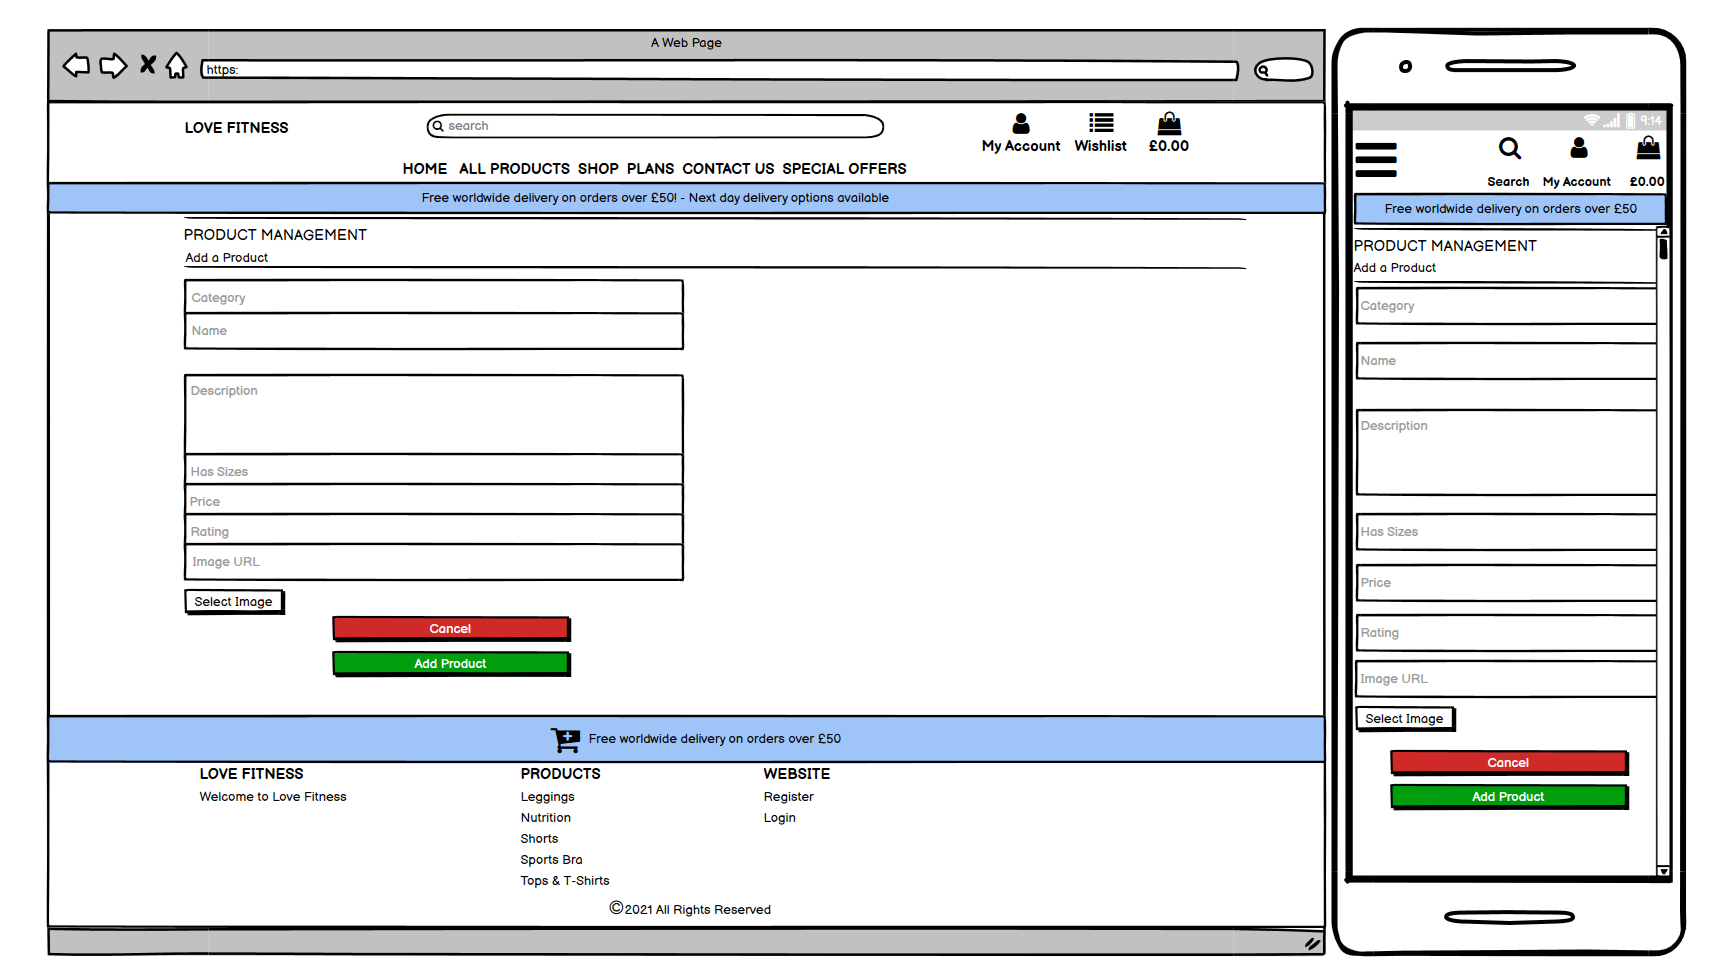 A Web Page
https:
LOVE FITNESS
search
My Account Wishlist £0.00
HOME ALL PRODUCTS SHOP PLANS CONTACT US SPECIAL OFFERS
Free worldwide delivery on orders over £50! - Next day delivery options available
PRODUCT MANAGEMENT
Add a Product
Category
Name
Description
Has Sizes
Price
Rating
Image URL
Select Image
Cancel
Add Product
Free worldwide delivery on orders over £50
LOVE FITNESS
Welcome to Love Fitness
PRODUCTS
Leggings
Nutrition
Shorts
Sports Bra
Tops & T-Shirts
WEBSITE
Register
Login
©2021 All Rights Reserved
9:14
Search My Account £0.00
Free worldwide delivery on orders over £50
PRODUCT MANAGEMENT
Add a Product
Category
Name
Description
Has Sizes
Price
Rating
Image URL
Select Image
Cancel
Add Product